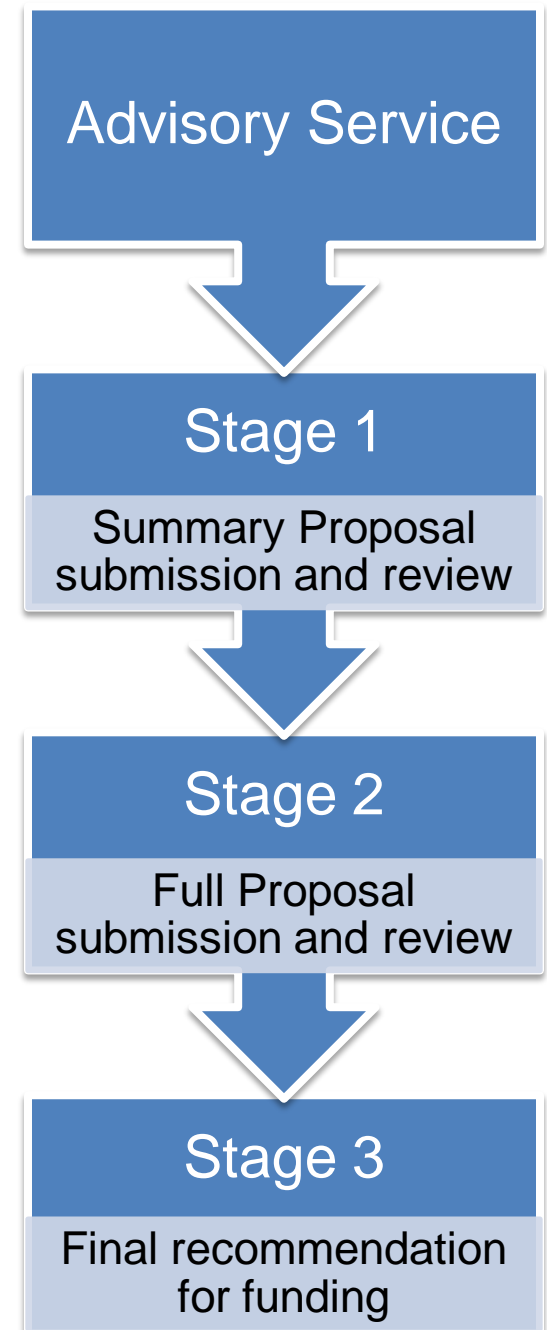 Advisory Service
Stage 1
Summary Proposal
submission and review
Stage 2
Full Proposal
submission and review
Stage 3
Final recommendation
for funding